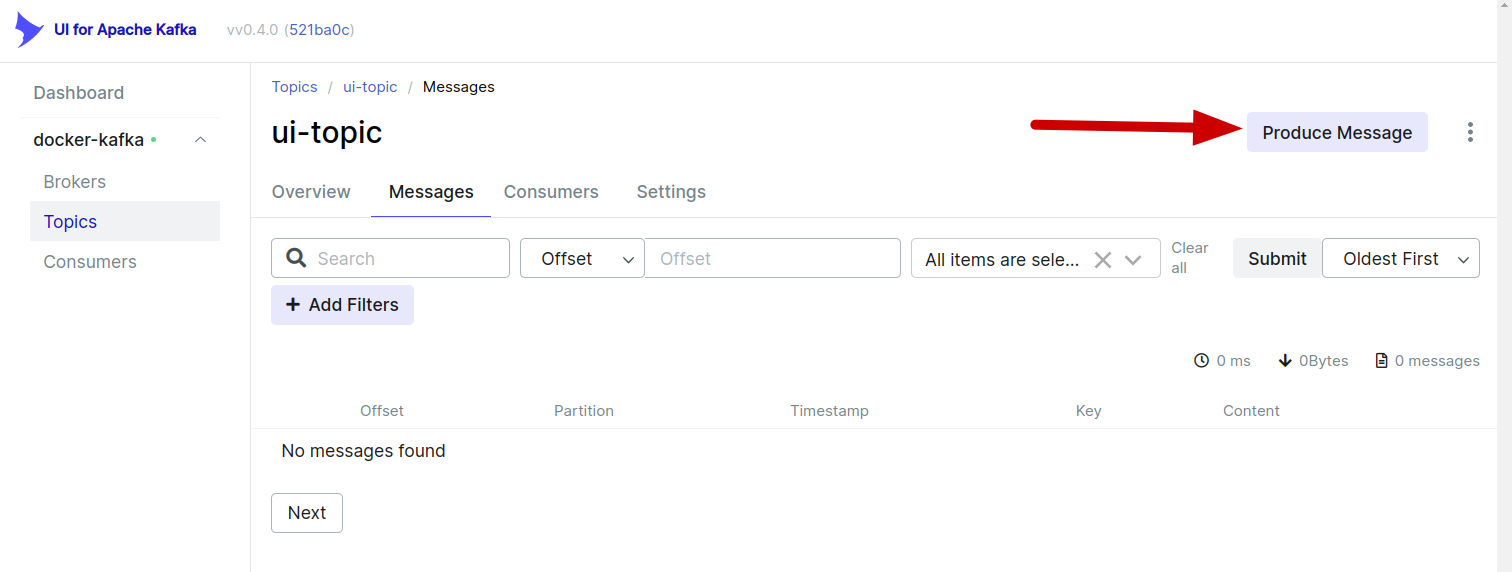 UI for Apache Kafka vv0.4.0 (521ba0c)
Dashboard
docker-kafka
Brokers
Topics
Consumers
Topics / ui-topic / Messages
ui-topic
Produce Message
Overview Messages Consumers Settings
Search Offset Offset All items are sele... Clear all Submit Oldest First
+ Add Filters
0 ms 0Bytes 0 messages
Offset Partition Timestamp Key Content
No messages found
Next